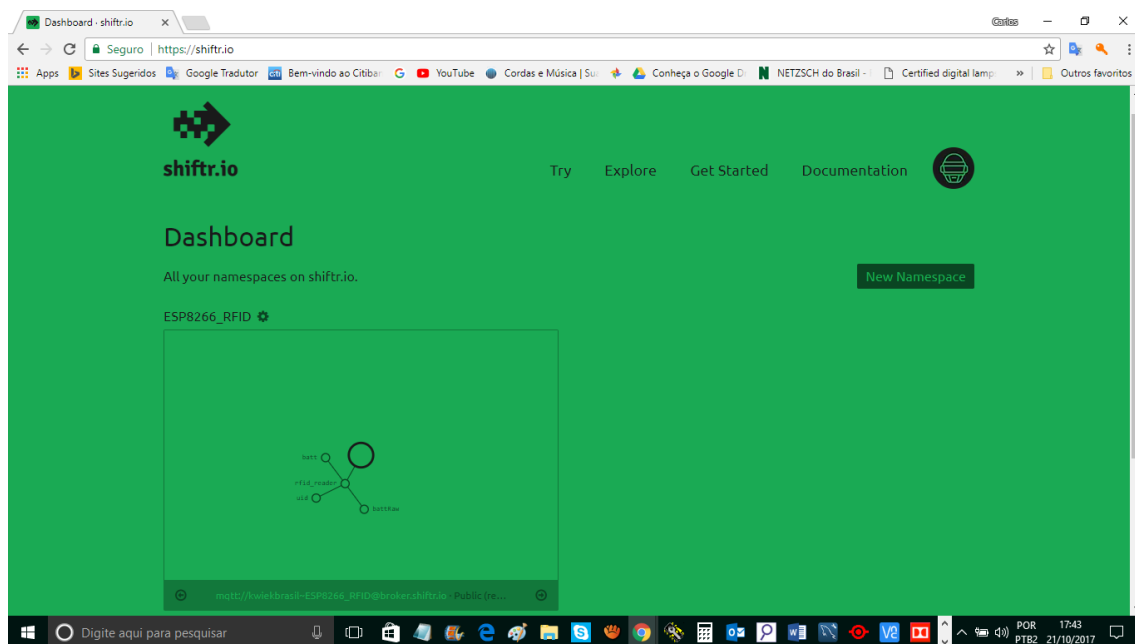 Dashboard · shiftr.io
Carlos
Seguro
https://shiftr.io
Apps
Sites Sugeridos
Google Tradutor
Bem-vindo ao Citibar
YouTube
Cordas e Música | Su
Conheça o Google D
NETZSCH do Brasil -
Certified digital lamp
»
Outros favoritos
shiftr.io
Try
Explore
Get Started
Documentation
Dashboard
All your namespaces on shiftr.io.
New Namespace
ESP8266_RFID
batt
rfid_reader
uid
battRaw
mqtt://kwiekbrasil~ESP8266_RFID@broker.shiftr.io · Public (re...
Digite aqui para pesquisar
POR
PTB2
17:43
21/10/2017